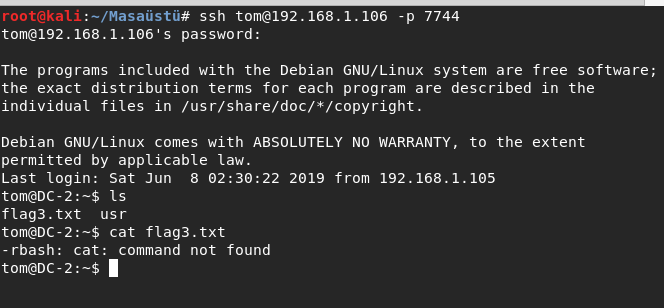 root@kali:~/Masaüstü# ssh tom@192.168.1.106 -p 7744
tom@192.168.1.106's password:
The programs included with the Debian GNU/Linux system are free software;
the exact distribution terms for each program are described in the
individual files in /usr/share/doc/*/copyright.
Debian GNU/Linux comes with ABSOLUTELY NO WARRANTY, to the extent
permitted by applicable law.
Last login: Sat Jun  8 02:30:22 2019 from 192.168.1.105
tom@DC-2:~$ ls
flag3.txt  usr
tom@DC-2:~$ cat flag3.txt
-rbash: cat: command not found
tom@DC-2:~$